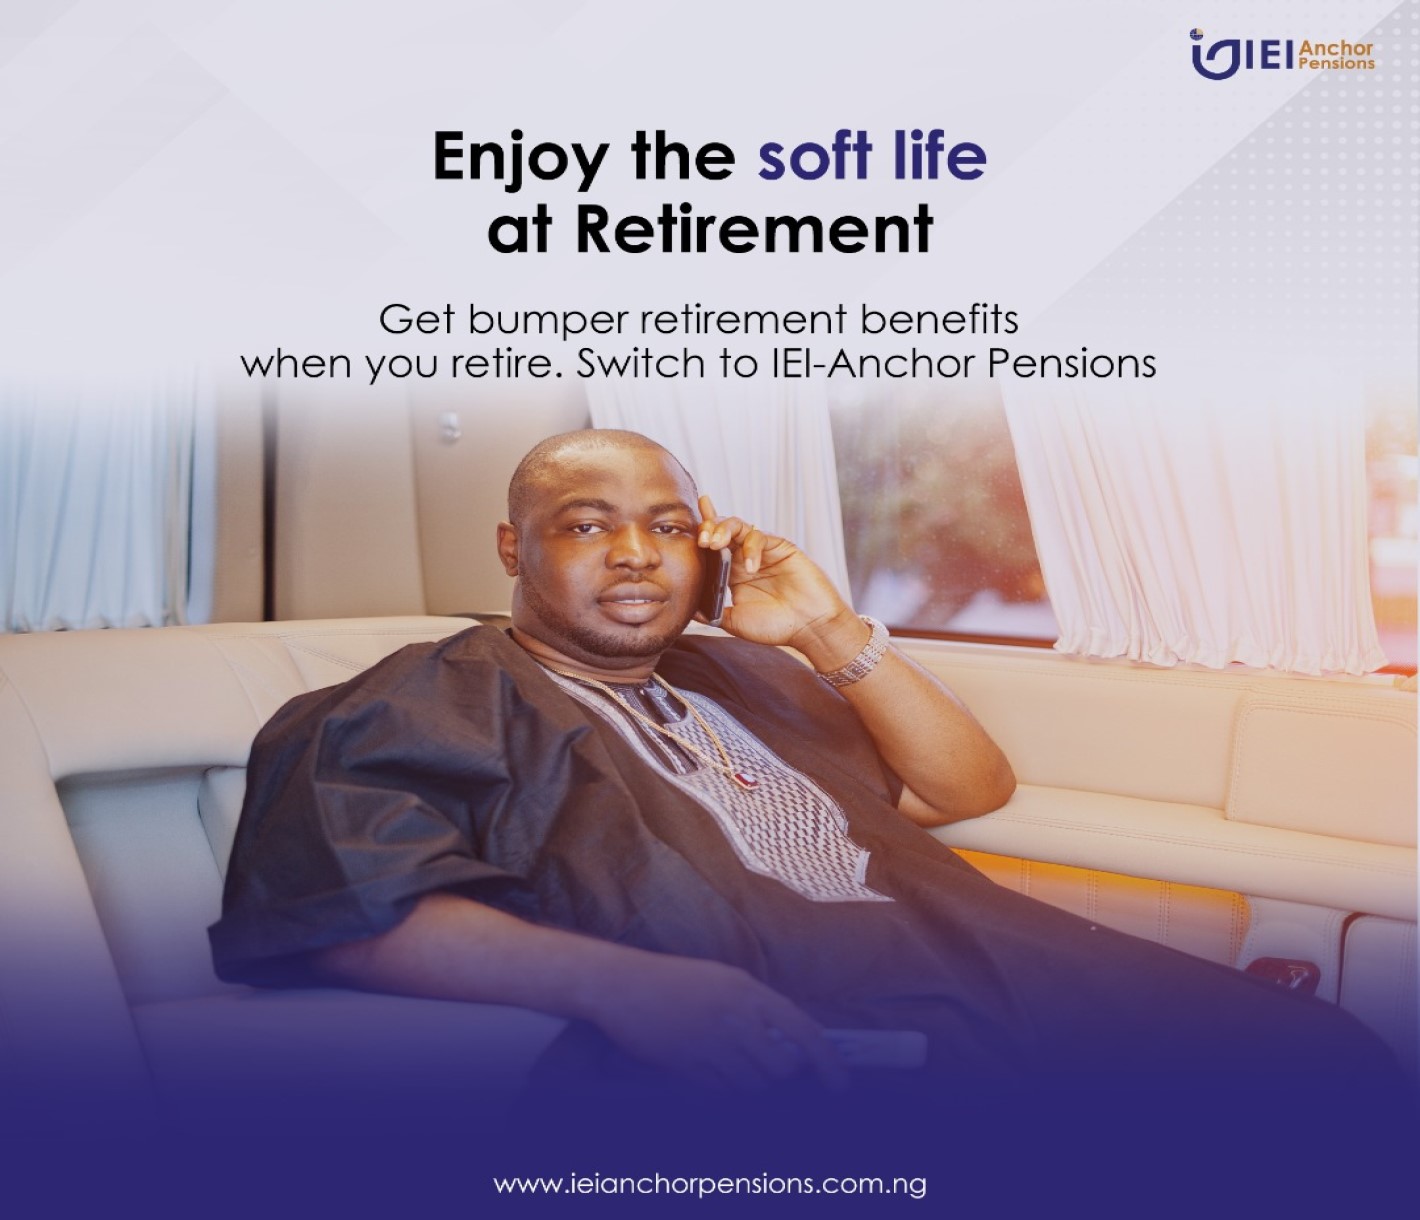 IEI Anchor
Pensions
Enjoy the soft life
at Retirement
Get bumper retirement benefits
when you retire. Switch to IEI-Anchor Pensions
www.ieianchorpensions.com.ng